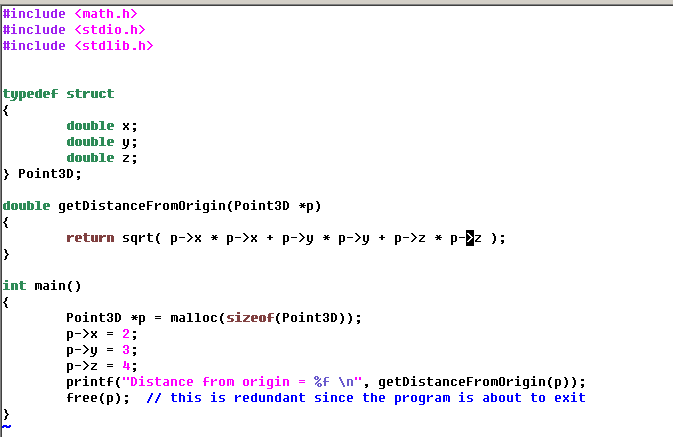 #include <math.h>
#include <stdio.h>
#include <stdlib.h>
typedef struct
{
        double x;
        double y;
        double z;
} Point3D;
double getDistanceFromOrigin(Point3D *p)
{
        return sqrt( p->x * p->x + p->y * p->y + p->z * p->z );
}
int main()
{
        Point3D *p = malloc(sizeof(Point3D));
        p->x = 2;
        p->y = 3;
        p->z = 4;
        printf("Distance from origin = %f \n", getDistanceFromOrigin(p));
        free(p);  // this is redundant since the program is about to exit
}
~